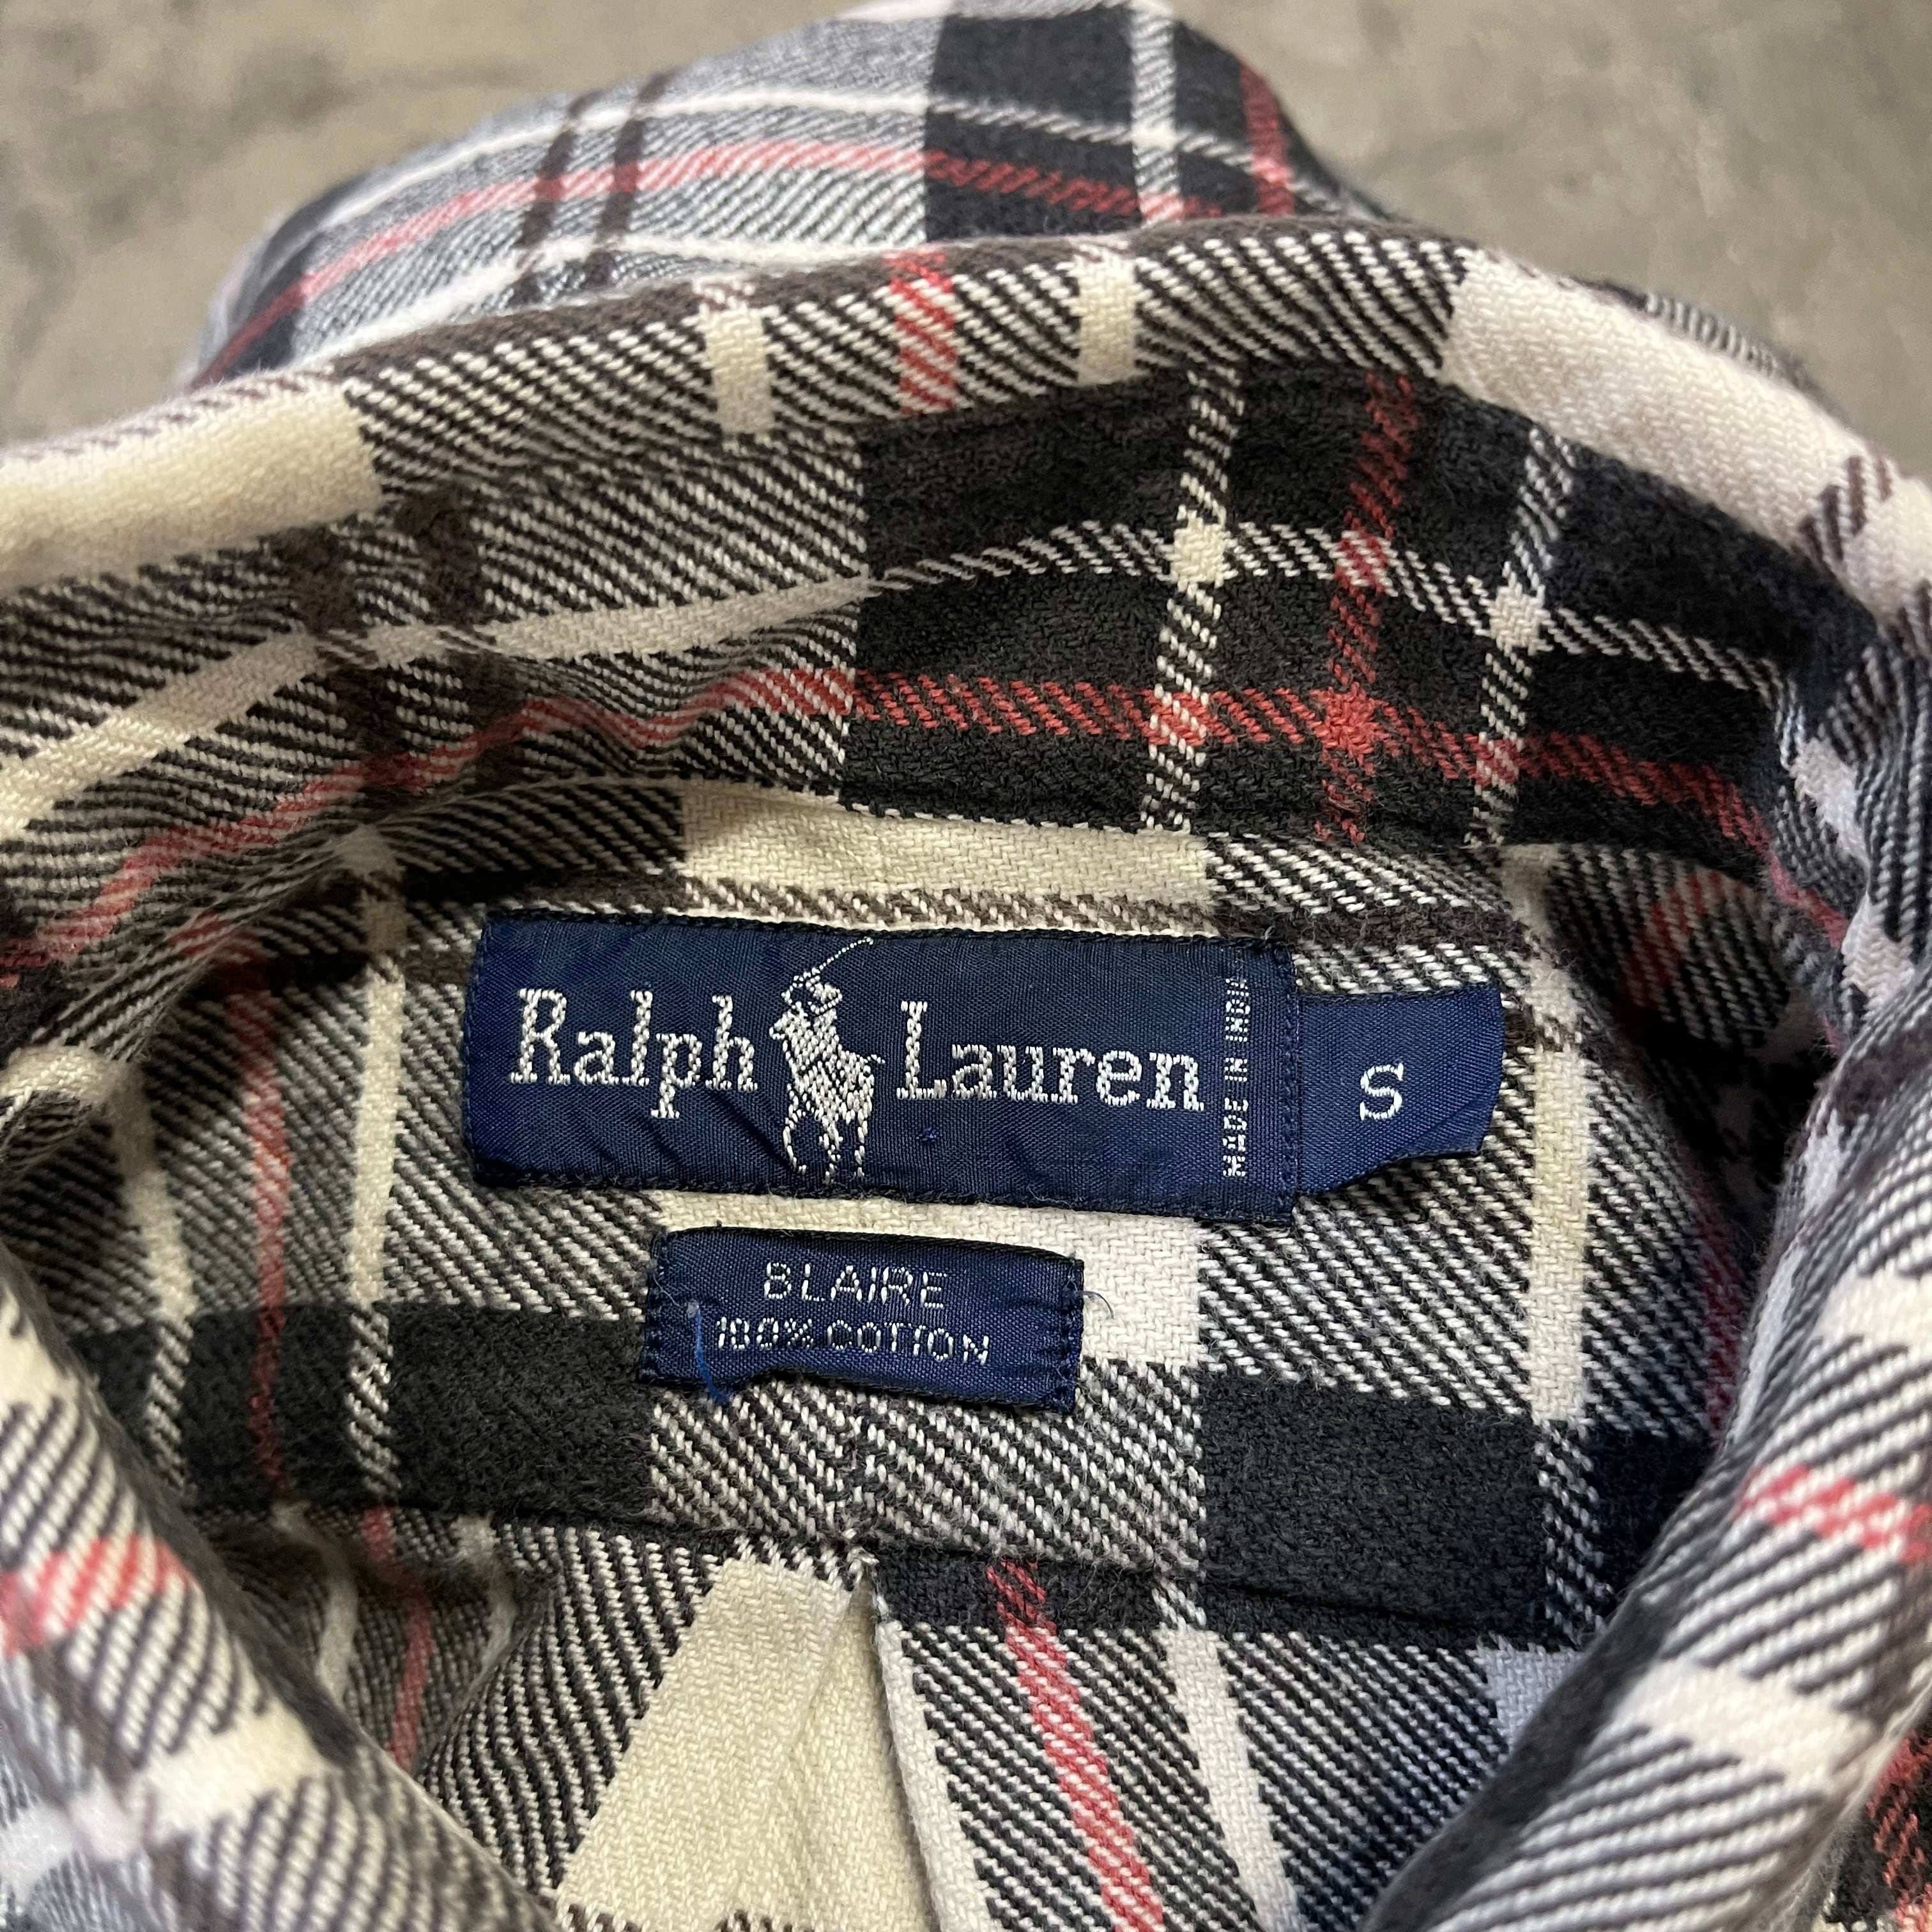 Ralph Lauren
MADE IN INDIA
S
BLAIRE
100% COTTON